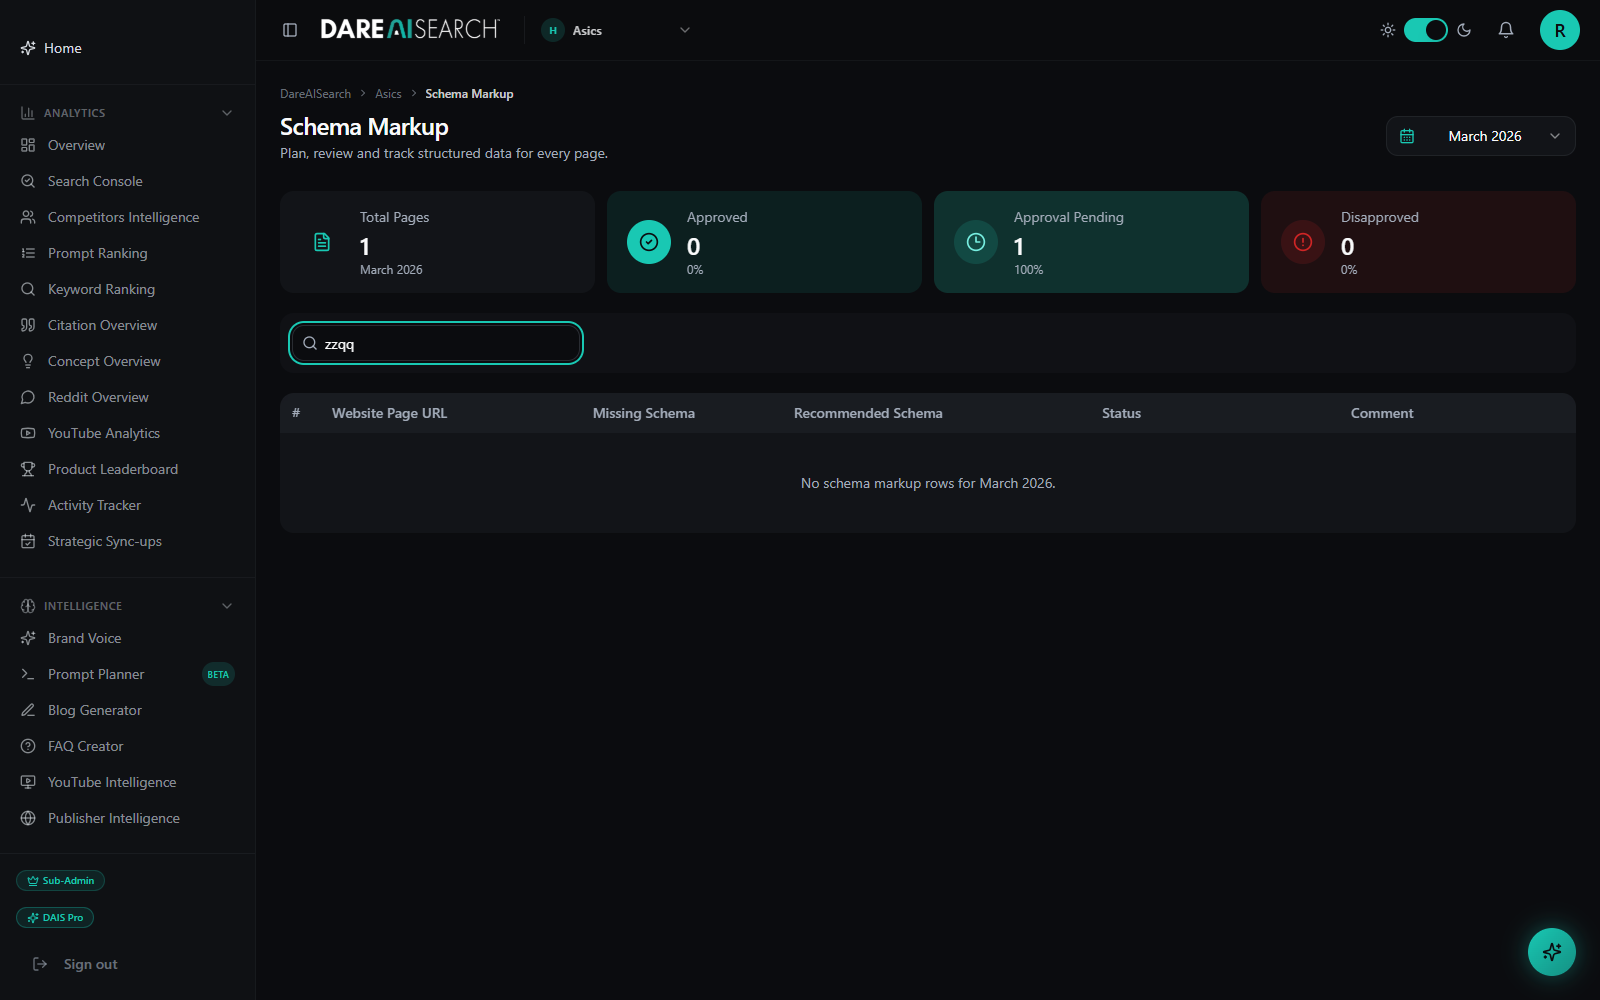 Home
ANALYTICS
Overview
Search Console
Competitors Intelligence
Prompt Ranking
Keyword Ranking
Citation Overview
Concept Overview
Reddit Overview
YouTube Analytics
Product Leaderboard
Activity Tracker
Strategic Sync-ups
INTELLIGENCE
Brand Voice
Prompt Planner BETA
Blog Generator
FAQ Creator
YouTube Intelligence
Publisher Intelligence
Sub-Admin
DAIS Pro
Sign out
DARE AI SEARCH
H Asics
R
DareAISearch > Asics > Schema Markup
Schema Markup
Plan, review and track structured data for every page.
March 2026
Total Pages
1
March 2026
Approved
0
0%
Approval Pending
1
100%
Disapproved
0
0%
zzqq
# Website Page URL Missing Schema Recommended Schema Status Comment
No schema markup rows for March 2026.